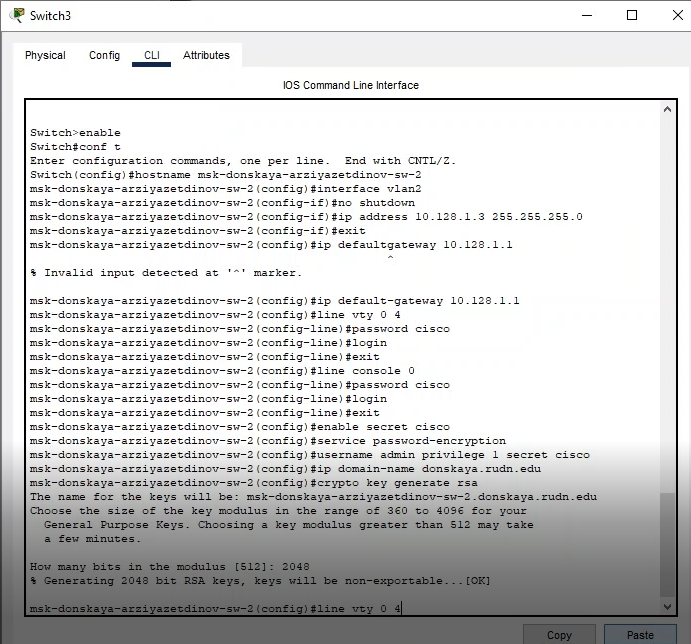 Switch3
Physical Config CLI Attributes
IOS Command Line Interface
Switch>enable
Switch#conf t
Enter configuration commands, one per line.  End with CNTL/Z.
Switch(config)#hostname msk-donskaya-arziyazetdinov-sw-2
msk-donskaya-arziyazetdinov-sw-2(config)#interface vlan2
msk-donskaya-arziyazetdinov-sw-2(config-if)#no shutdown
msk-donskaya-arziyazetdinov-sw-2(config-if)#ip address 10.128.1.3 255.255.255.0
msk-donskaya-arziyazetdinov-sw-2(config-if)#exit
msk-donskaya-arziyazetdinov-sw-2(config)#ip defaultgateway 10.128.1.1
^
% Invalid input detected at '^' marker.
msk-donskaya-arziyazetdinov-sw-2(config)#ip default-gateway 10.128.1.1
msk-donskaya-arziyazetdinov-sw-2(config)#line vty 0 4
msk-donskaya-arziyazetdinov-sw-2(config-line)#password cisco
msk-donskaya-arziyazetdinov-sw-2(config-line)#login
msk-donskaya-arziyazetdinov-sw-2(config-line)#exit
msk-donskaya-arziyazetdinov-sw-2(config)#line console 0
msk-donskaya-arziyazetdinov-sw-2(config-line)#password cisco
msk-donskaya-arziyazetdinov-sw-2(config-line)#login
msk-donskaya-arziyazetdinov-sw-2(config-line)#exit
msk-donskaya-arziyazetdinov-sw-2(config)#enable secret cisco
msk-donskaya-arziyazetdinov-sw-2(config)#service password-encryption
msk-donskaya-arziyazetdinov-sw-2(config)#username admin privilege 1 secret cisco
msk-donskaya-arziyazetdinov-sw-2(config)#ip domain-name donskaya.rudn.edu
msk-donskaya-arziyazetdinov-sw-2(config)#crypto key generate rsa
The name for the keys will be: msk-donskaya-arziyazetdinov-sw-2.donskaya.rudn.edu
Choose the size of the key modulus in the range of 360 to 4096 for your
General Purpose Keys. Choosing a key modulus greater than 512 may take
a few minutes.
How many bits in the modulus [512]: 2048
% Generating 2048 bit RSA keys, keys will be non-exportable...[OK]
msk-donskaya-arziyazetdinov-sw-2(config)#line vty 0 4
Copy Paste